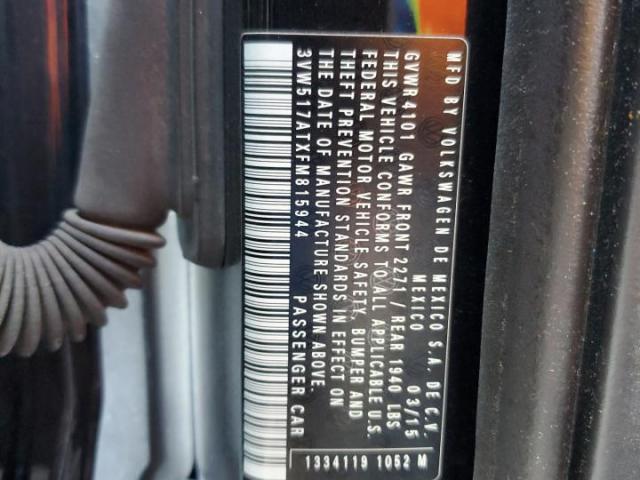 MFD BY VOLKSWAGEN DE MEXICO S.A. DE C.V.
MEXICO 03/15
GVWR 4101 GAWR FRONT 2271 / REAR 1940 LBS
THIS VEHICLE CONFORMS TO ALL APPLICABLE U.S.
FEDERAL MOTOR VEHICLE SAFETY, BUMPER AND
THEFT PREVENTION STANDARDS IN EFFECT ON
THE DATE OF MANUFACTURE SHOWN ABOVE.
3VW517ATXFM815944 PASSENGER CAR
1334119 1052 M